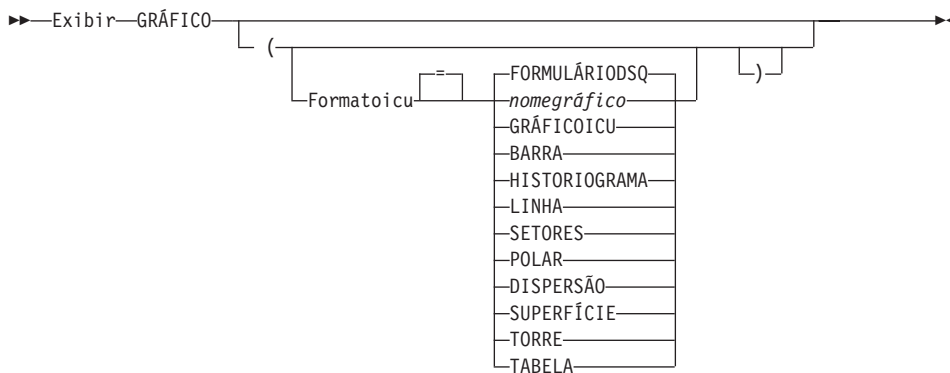 Exibir GRÁFICO
(
)
=
FORMULÁRIODSQ
Formatoicu
nomegráfico
GRÁFICOICU
BARRA
HISTORIOGRAMA
LINHA
SETORES
POLAR
DISPERSÃO
SUPERFÍCIE
TORRE
TABELA